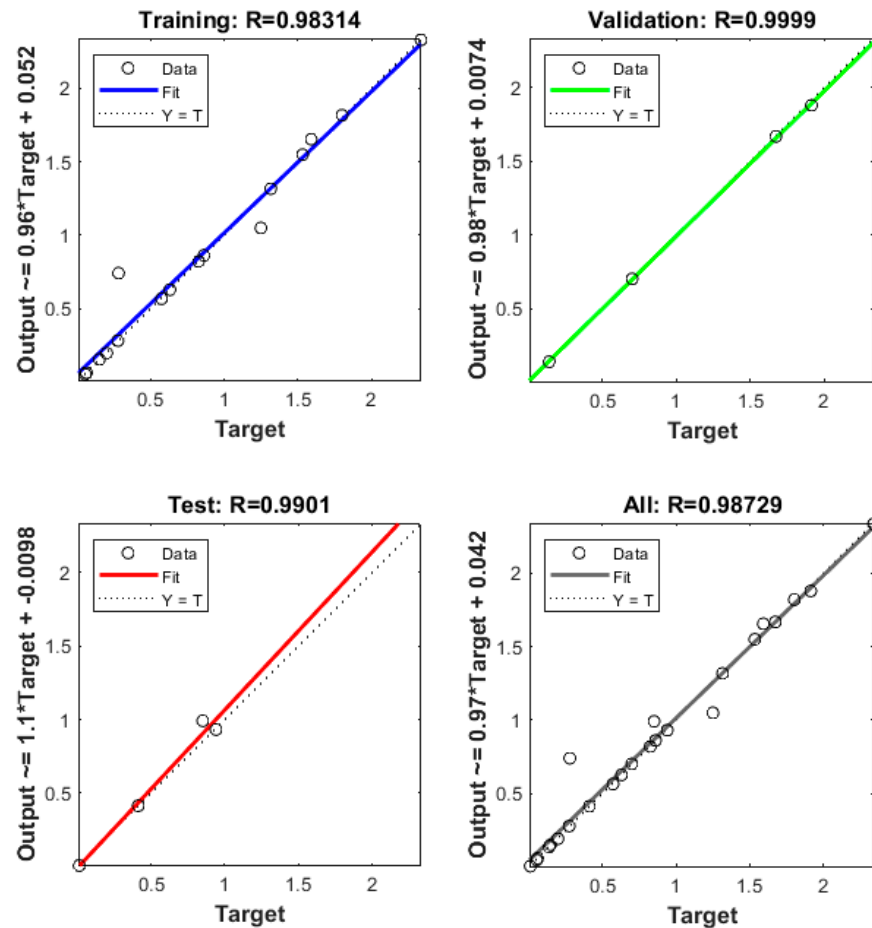 Training: R=0.98314
Output ~= 0.96*Target + 0.052
2
1.5
1
0.5
Data
Fit
Y = T
0.5 1 1.5 2
Target
Validation: R=0.9999
Output ~= 0.98*Target + 0.0074
2
1.5
1
0.5
Data
Fit
Y = T
0.5 1 1.5 2
Target
Test: R=0.9901
Output ~= 1.1*Target + -0.0098
2
1.5
1
0.5
Data
Fit
Y = T
0.5 1 1.5 2
Target
All: R=0.98729
Output ~= 0.97*Target + 0.042
2
1.5
1
0.5
Data
Fit
Y = T
0.5 1 1.5 2
Target